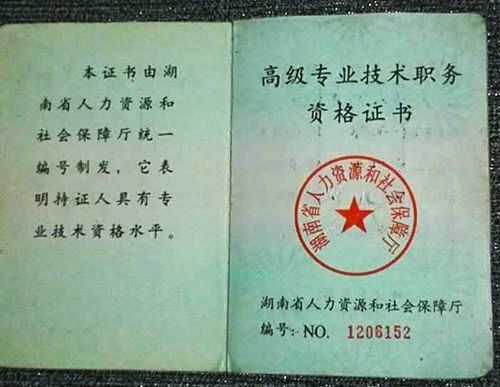 本证书由湖
南省人力资源和
社会保障厅统一
编号制发，它表
明持证人具有专
业技术资格水平。
高级专业技术职务
资格证书
湖南省人力资源和社会保障厅
湖南省人力资源和社会保障厅
编号：NO. 1206152